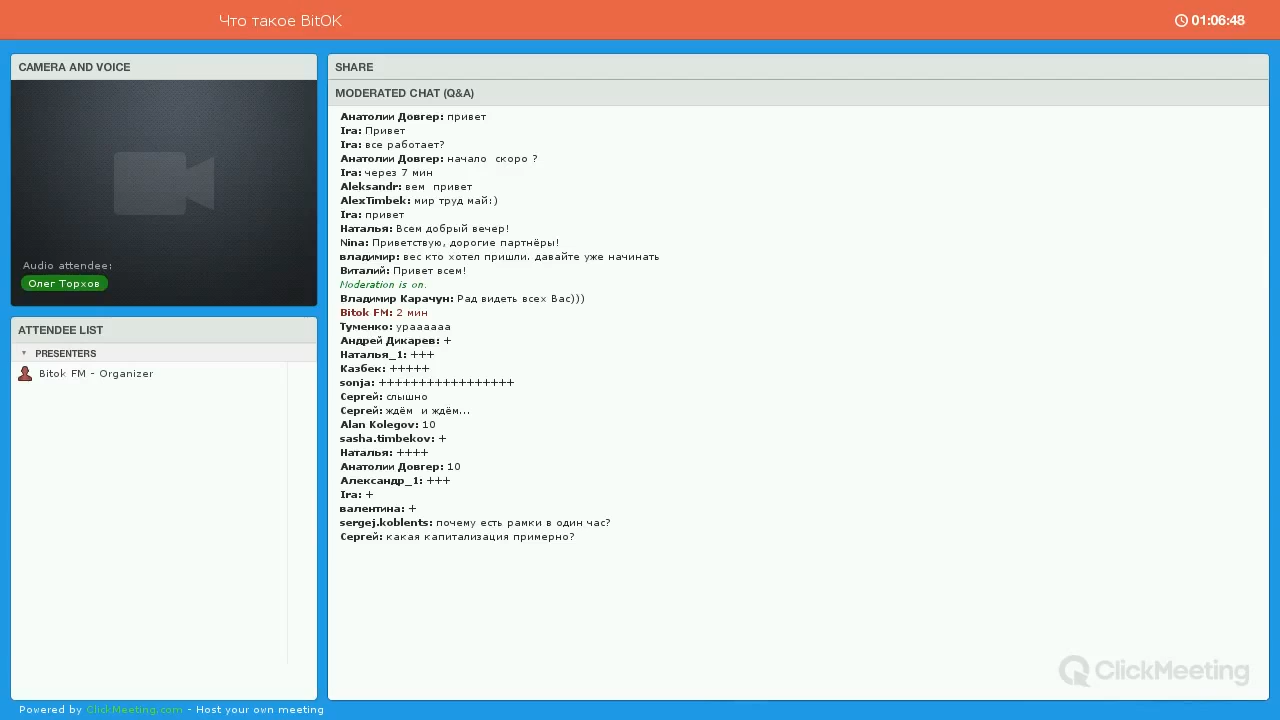 Что такое BitOK
01:06:48
CAMERA AND VOICE
Audio attendee:
Олег Торхов
ATTENDEE LIST
PRESENTERS
Bitok FM - Organizer
SHARE
MODERATED CHAT (Q&A)
Анатолии Довгер: привет
Ira: Привет
Ira: все работает?
Анатолии Довгер: начало скоро ?
Ira: через 7 мин
Aleksandr: вем привет
AlexTimbek: мир труд май:)
Ira: привет
Наталья: Всем добрый вечер!
Nina: Приветствую, дорогие партнёры!
владимир: вес кто хотел пришли. давайте уже начинать
Виталий: Привет всем!
Moderation is on.
Владимир Карачун: Рад видеть всех Вас)))
Bitok FM: 2 мин
Туменко: ураааааа
Андрей Дикарев: +
Наталья_1: +++
Казбек: +++++
sonja: +++++++++++++++++
Сергей: слышно
Сергей: ждём и ждём...
Alan Kolegov: 10
sasha.timbekov: +
Наталья: ++++
Анатолии Довгер: 10
Александр_1: +++
Ira: +
валентина: +
sergej.koblents: почему есть рамки в один час?
Сергей: какая капитализация примерно?
ClickMeeting
Powered by ClickMeeting.com - Host your own meeting